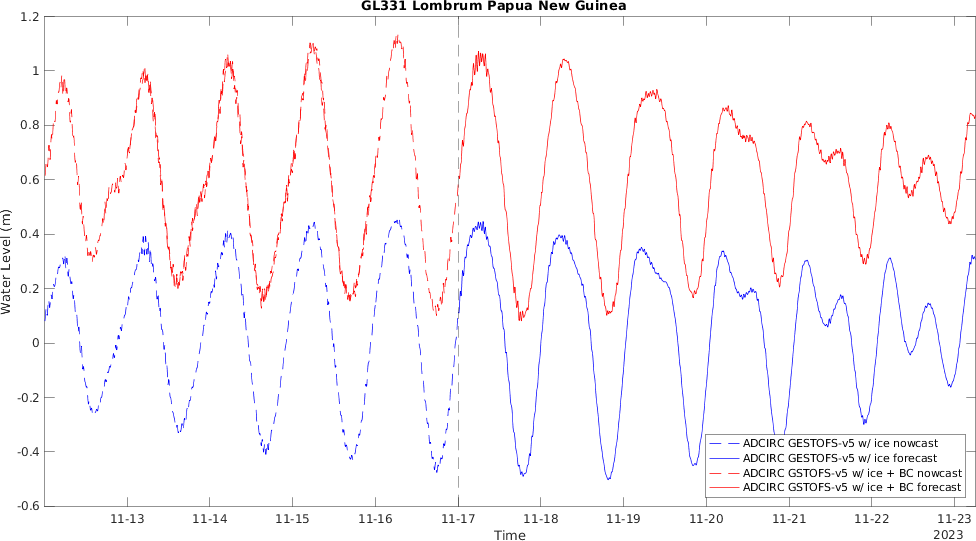 GL331 Lombrum Papua New Guinea
1.2
1
0.8
0.6
0.4
0.2
0
-0.2
-0.4
-0.6
Water Level (m)
ADCIRC GESTOFS-v5 w/ ice nowcast
ADCIRC GESTOFS-v5 w/ ice forecast
ADCIRC GSTOFS-v5 w/ ice + BC nowcast
ADCIRC GSTOFS-v5 w/ ice + BC forecast
11-13 11-14 11-15 11-16 11-17 11-18 11-19 11-20 11-21 11-22 11-23
Time
2023